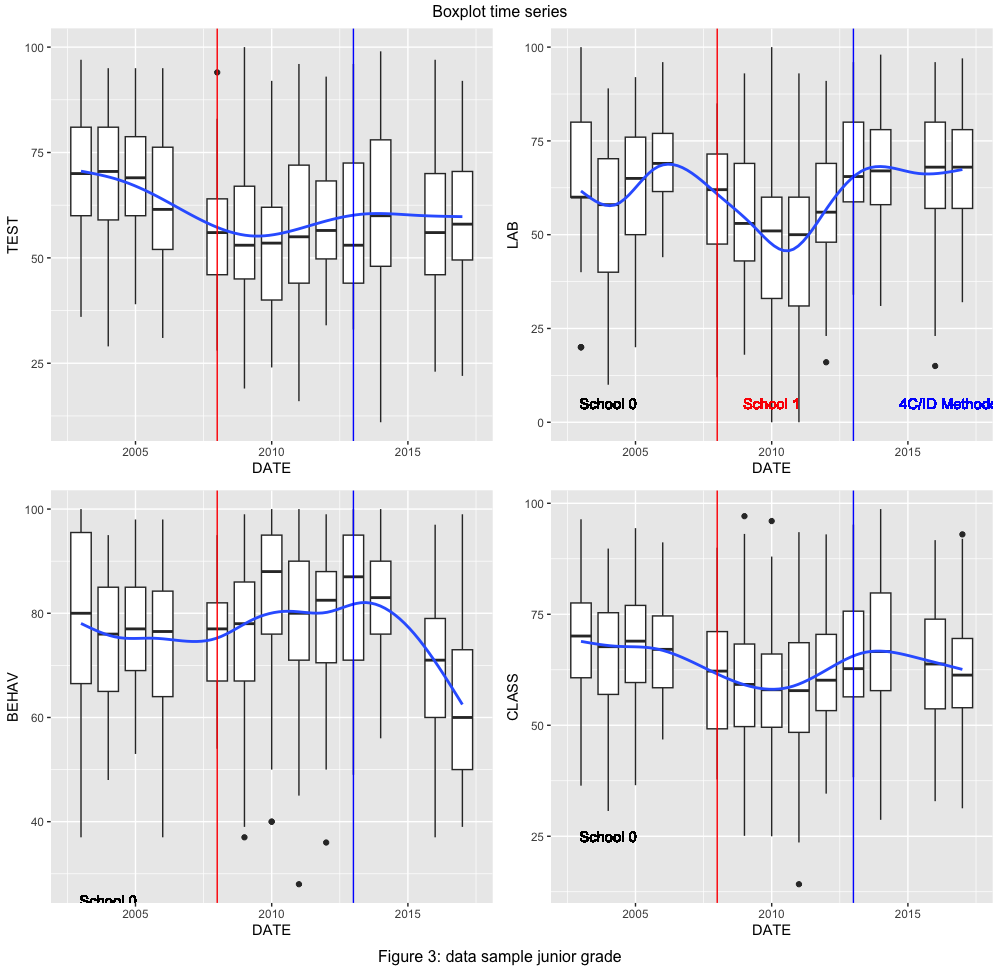 Boxplot time series
100
75
50
25
TEST
2005
2010
2015
DATE
100
75
50
25
0
LAB
School 0
School 1
4C/ID Methode
2005
2010
2015
DATE
100
80
60
40
BEHAV
School 0
2005
2010
2015
DATE
100
75
50
25
CLASS
School 0
2005
2010
2015
DATE
Figure 3: data sample junior grade